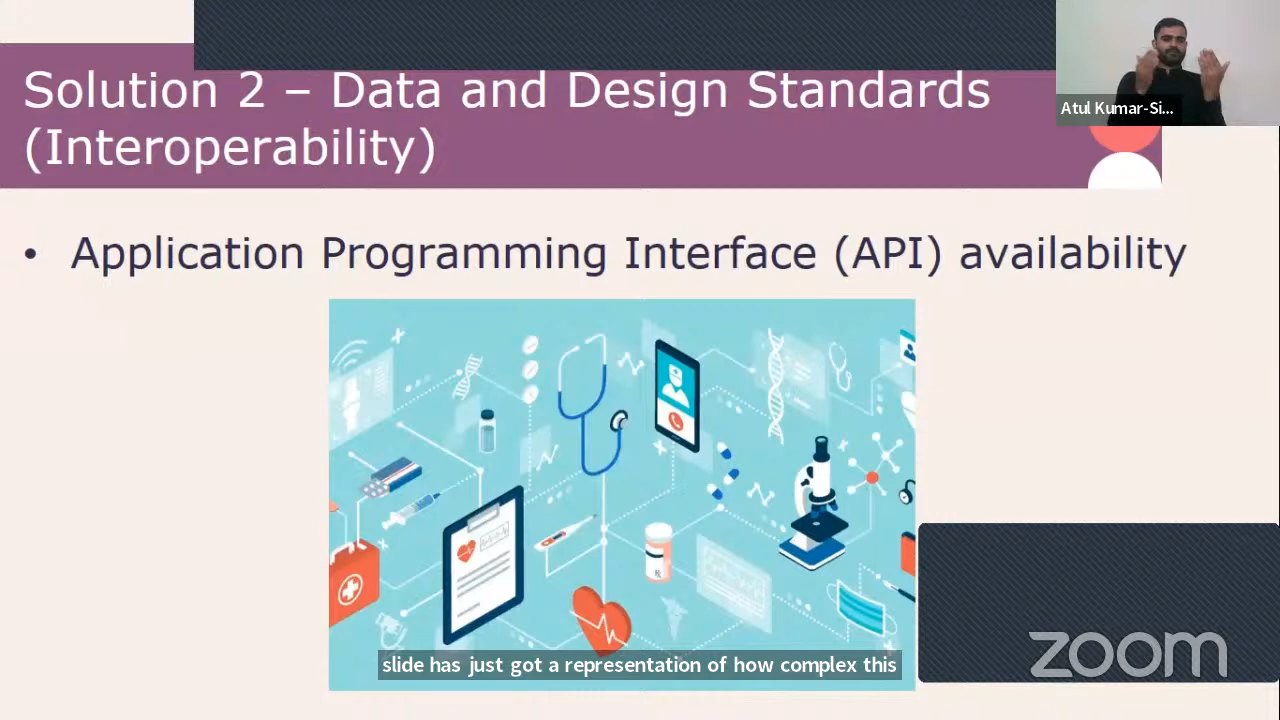 Solution 2 – Data and Design Standards
(Interoperability)
Atul Kumar-Si...
• Application Programming Interface (API) availability
slide has just got a representation of how complex this
zoom